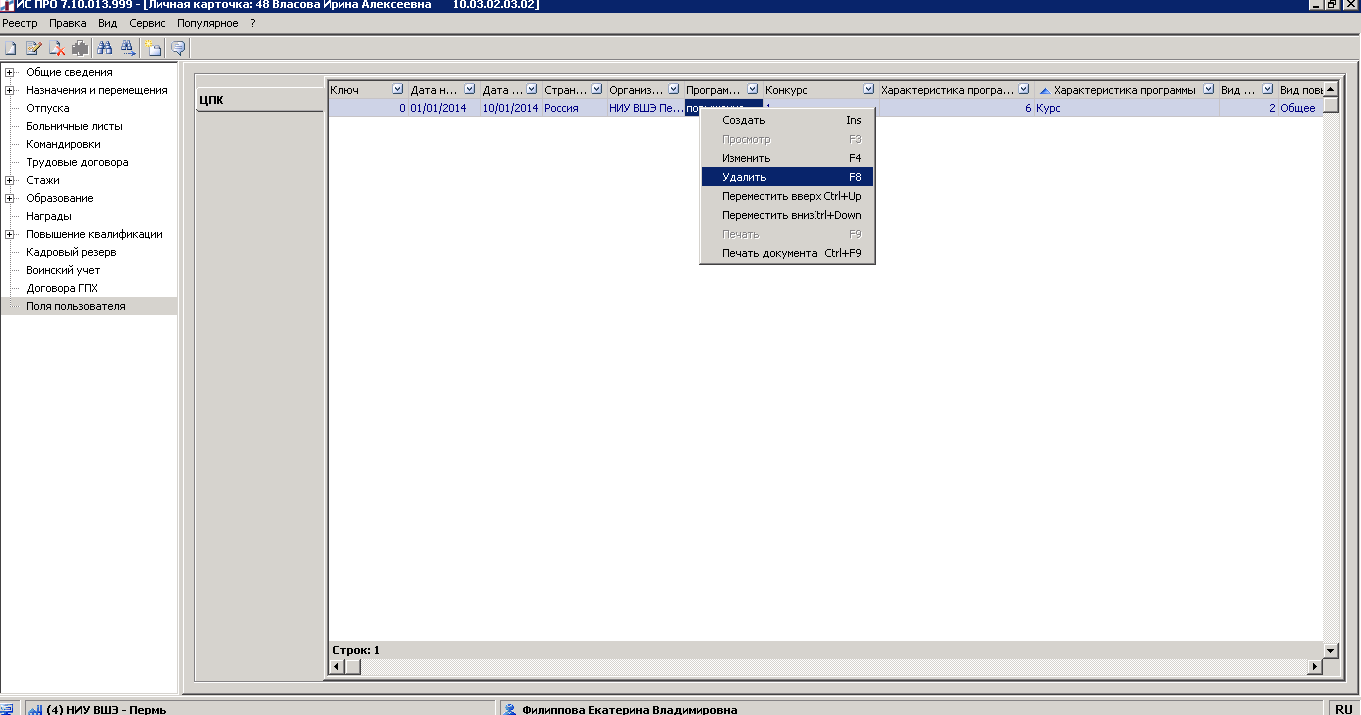 ИС ПРО 7.10.013.999 - [Личная карточка: 48 Власова Ирина Алексеевна 10.03.02.03.02]
Реестр Правка Вид Сервис Популярное ?
Общие сведения
Назначения и перемещения
Отпуска
Больничные листы
Командировки
Трудовые договора
Стажи
Образование
Награды
Повышение квалификации
Кадровый резерв
Воинский учет
Договора ГПХ
Поля пользователя
ЦПК
Ключ Дата н... Дата ... Стран... Организ... Програм... Конкурс Характеристика програ... Характеристика программы Вид ... Вид повы
0 01/01/2014 10/01/2014 Россия НИУ ВШЭ Пе... 6 Курс 2 Общее
Создать Ins
Просмотр F3
Изменить F4
Удалить F8
Переместить вверх Ctrl+Up
Переместить вниз trl+Down
Печать F9
Печать документа Ctrl+F9
Строк: 1
(4) НИУ ВШЭ - Пермь
Филиппова Екатерина Владимировна
RU